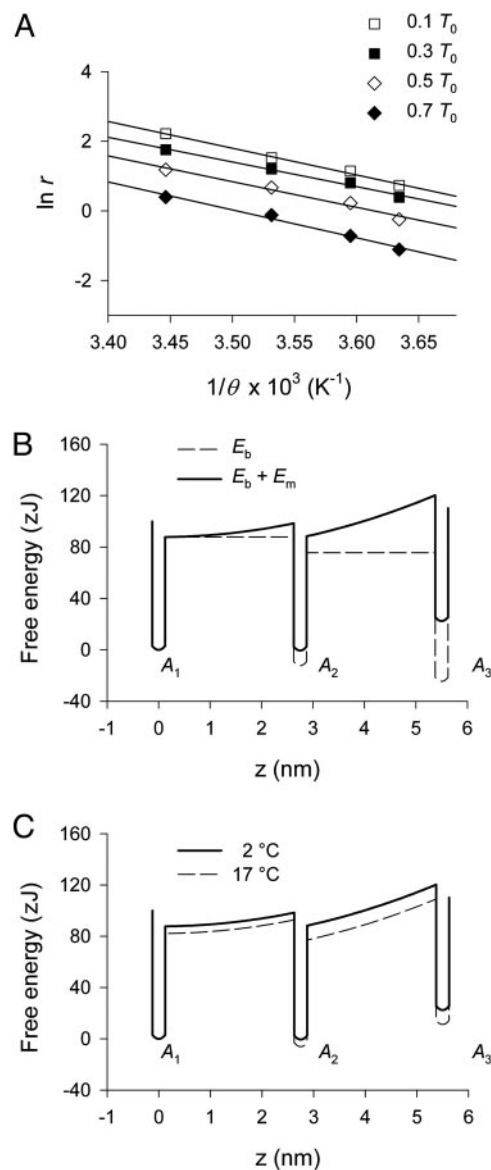 A
0.1 T₀
0.3 T₀
0.5 T₀
0.7 T₀
4
2
0
-2
ln r
3.40 3.45 3.50 3.55 3.60 3.65
1/θ x 10³ (K⁻¹)
B
160
120
80
40
0
-40
Free energy (zJ)
E_b
E_b + E_m
A₁ A₂ A₃
-1 0 1 2 3 4 5 6
z (nm)
C
160
120
80
40
0
-40
Free energy (zJ)
2 °C
17 °C
A₁ A₂ A₃
-1 0 1 2 3 4 5 6
z (nm)